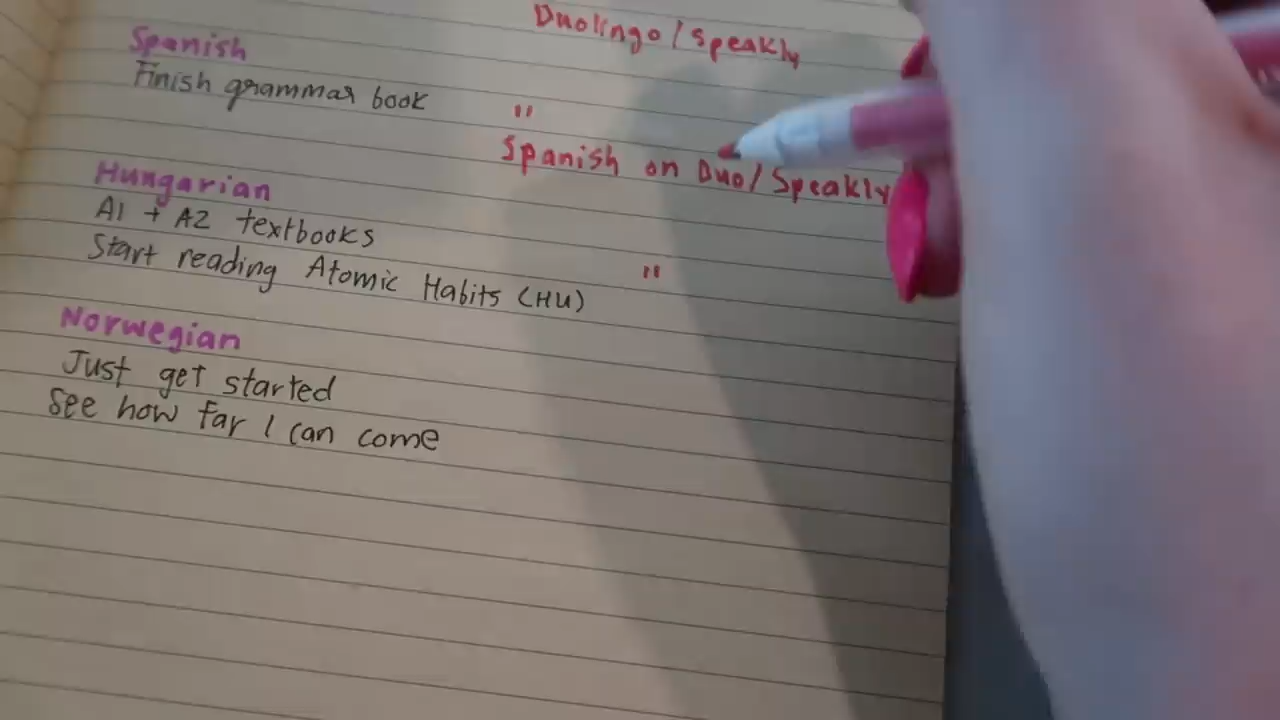 Duolingo/Speakly
Spanish
Finish grammar book "
Spanish on Duo/Speakly
Hungarian
A1 + A2 textbooks
Start reading Atomic Habits (HU) "
Norwegian
Just get started
See how far I can come